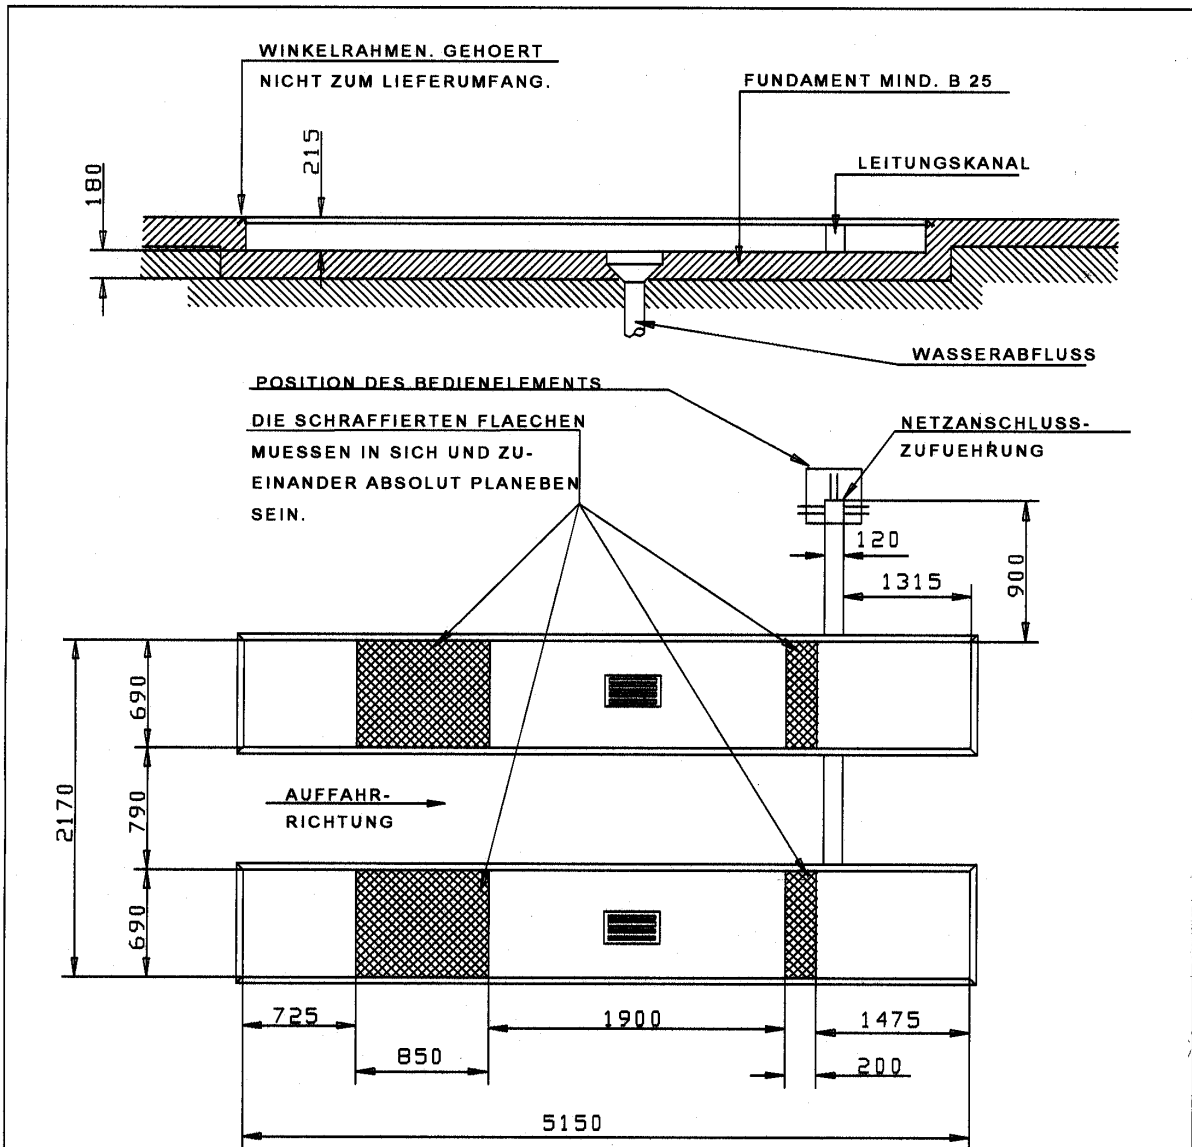 WINKELRAHMEN. GEHOERT
NICHT ZUM LIEFERUMFANG.
FUNDAMENT MIND. B 25
215
LEITUNGSKANAL
180
WASSERABFLUSS
POSITION DES BEDIENELEMENTS
DIE SCHRAFFIERTEN FLAECHEN
MUESSEN IN SICH UND ZU-
EINANDER ABSOLUT PLANEBEN
SEIN.
NETZANSCHLUSS-
ZUFUEHRUNG
120
900
1315
690
790
2170
AUFFAHR-
RICHTUNG
690
725
1900
1475
850
200
5150